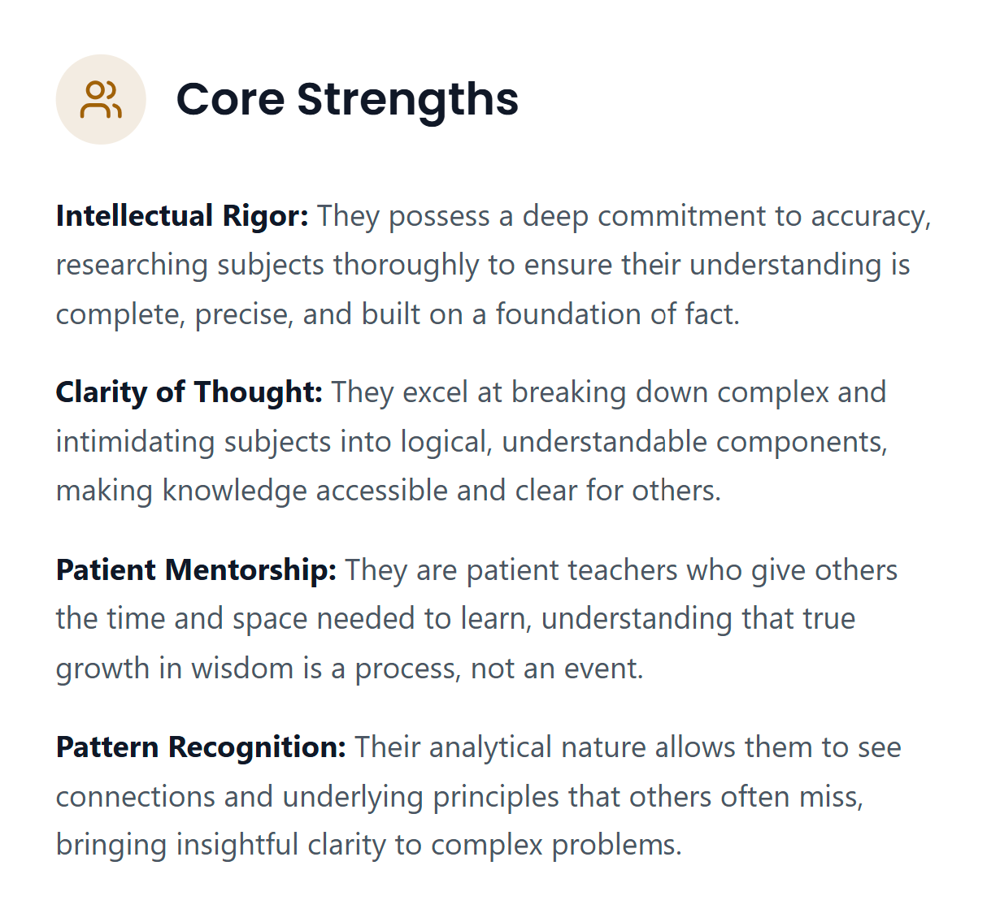 Core Strengths
Intellectual Rigor: They possess a deep commitment to accuracy,
researching subjects thoroughly to ensure their understanding is
complete, precise, and built on a foundation of fact.
Clarity of Thought: They excel at breaking down complex and
intimidating subjects into logical, understandable components,
making knowledge accessible and clear for others.
Patient Mentorship: They are patient teachers who give others
the time and space needed to learn, understanding that true
growth in wisdom is a process, not an event.
Pattern Recognition: Their analytical nature allows them to see
connections and underlying principles that others often miss,
bringing insightful clarity to complex problems.